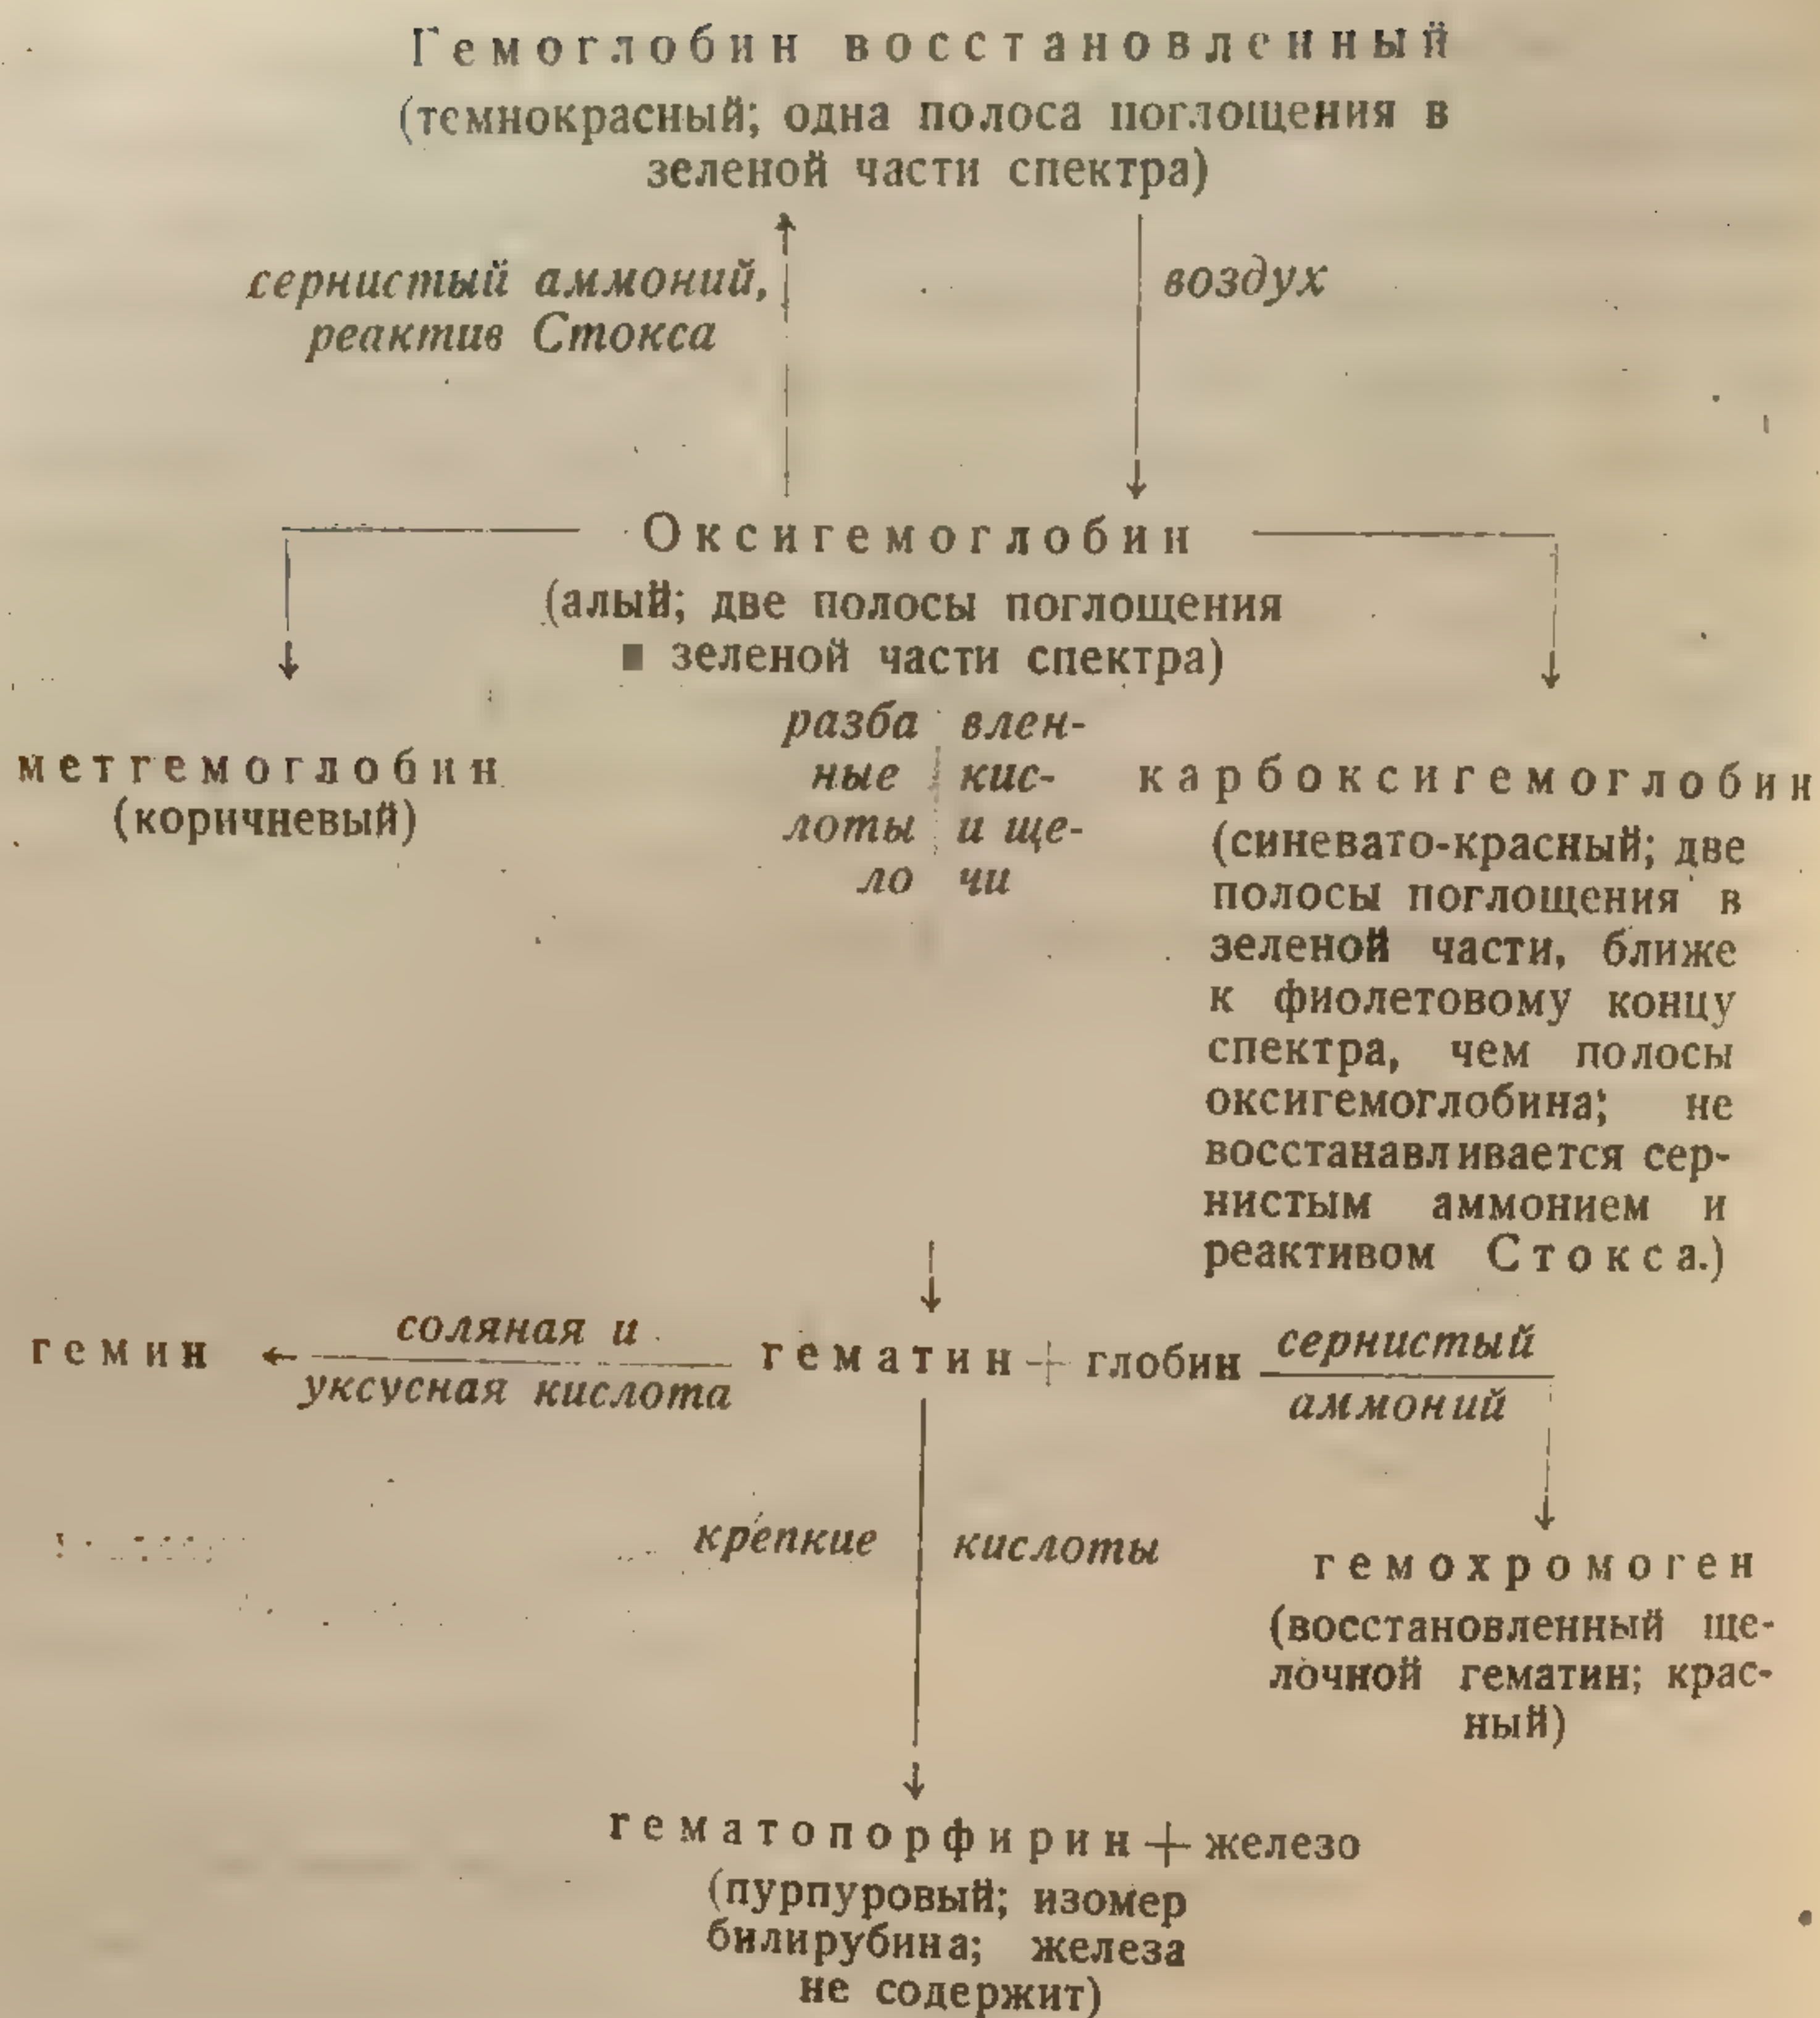 Гемоглобин восстановленный
(темнокрасный; одна полоса поглощения в
зеленой части спектра)
сернистый аммоний,
реактив Стокса
воздух
Оксигемоглобин
(алый; две полосы поглощения
зеленой части спектра)
разба влен-
ные кис-
лоты и ще-
ло чи
метгемоглобин
(коричневый)
карбоксигемоглобин
(синевато-красный; две
полосы поглощения в
зеленой части, ближе
к фиолетовому концу
спектра, чем полосы
оксигемоглобина; не
восстанавливается сер-
нистым аммонием и
реактивом Стокса.)
гемин ← соляная и
уксусная кислота
гематин + глобин
сернистый
аммоний
крепкие кислоты
гемохромоген
(восстановленный ще-
лочной гематин; крас-
ный)
гематопорфирин + железо
(пурпуровый; изомер
билирубина; железа
не содержит)